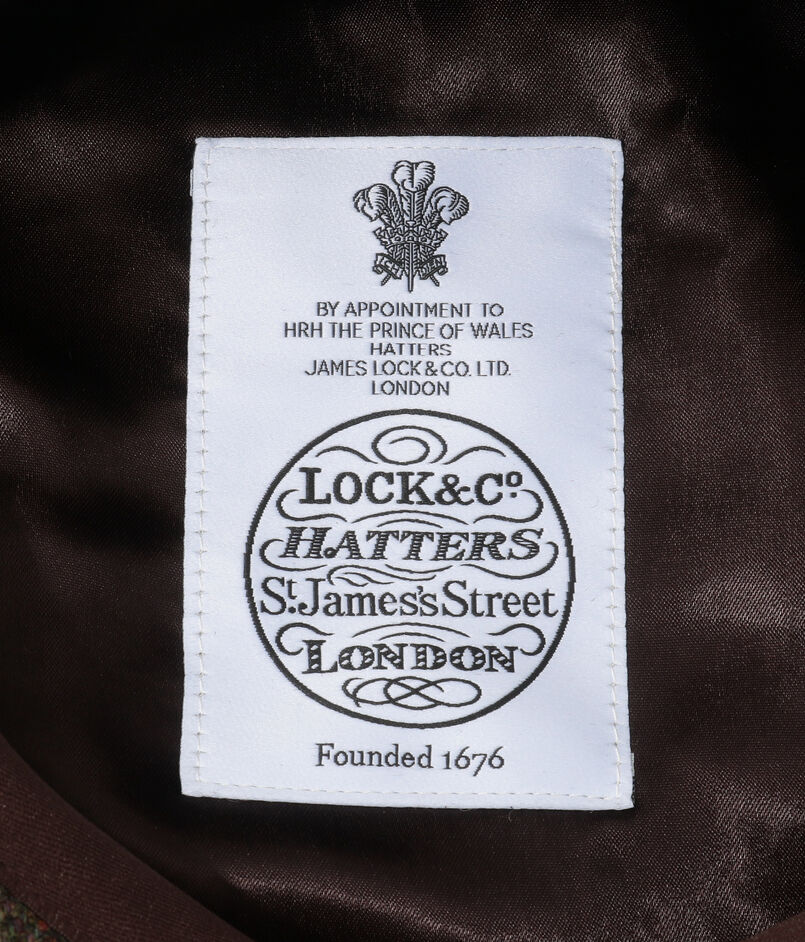 BY APPOINTMENT TO
HRH THE PRINCE OF WALES
HATTERS
JAMES LOCK & CO. LTD.
LONDON
LOCK & Co.
HATTERS
St. James's Street
LONDON
Founded 1676